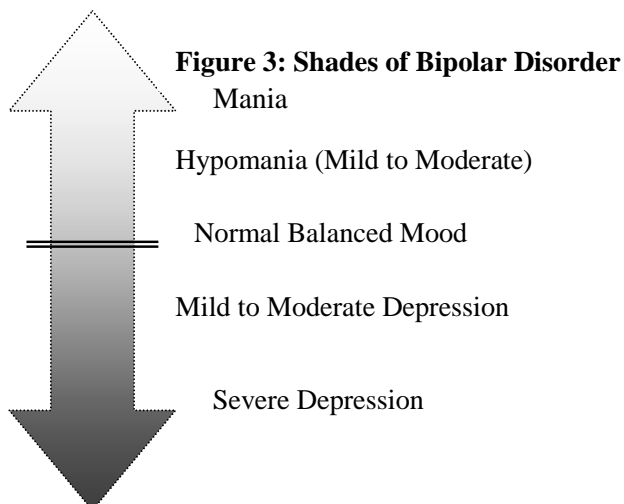 Figure 3: Shades of Bipolar Disorder
Mania
Hypomania (Mild to Moderate)
Normal Balanced Mood
Mild to Moderate Depression
Severe Depression